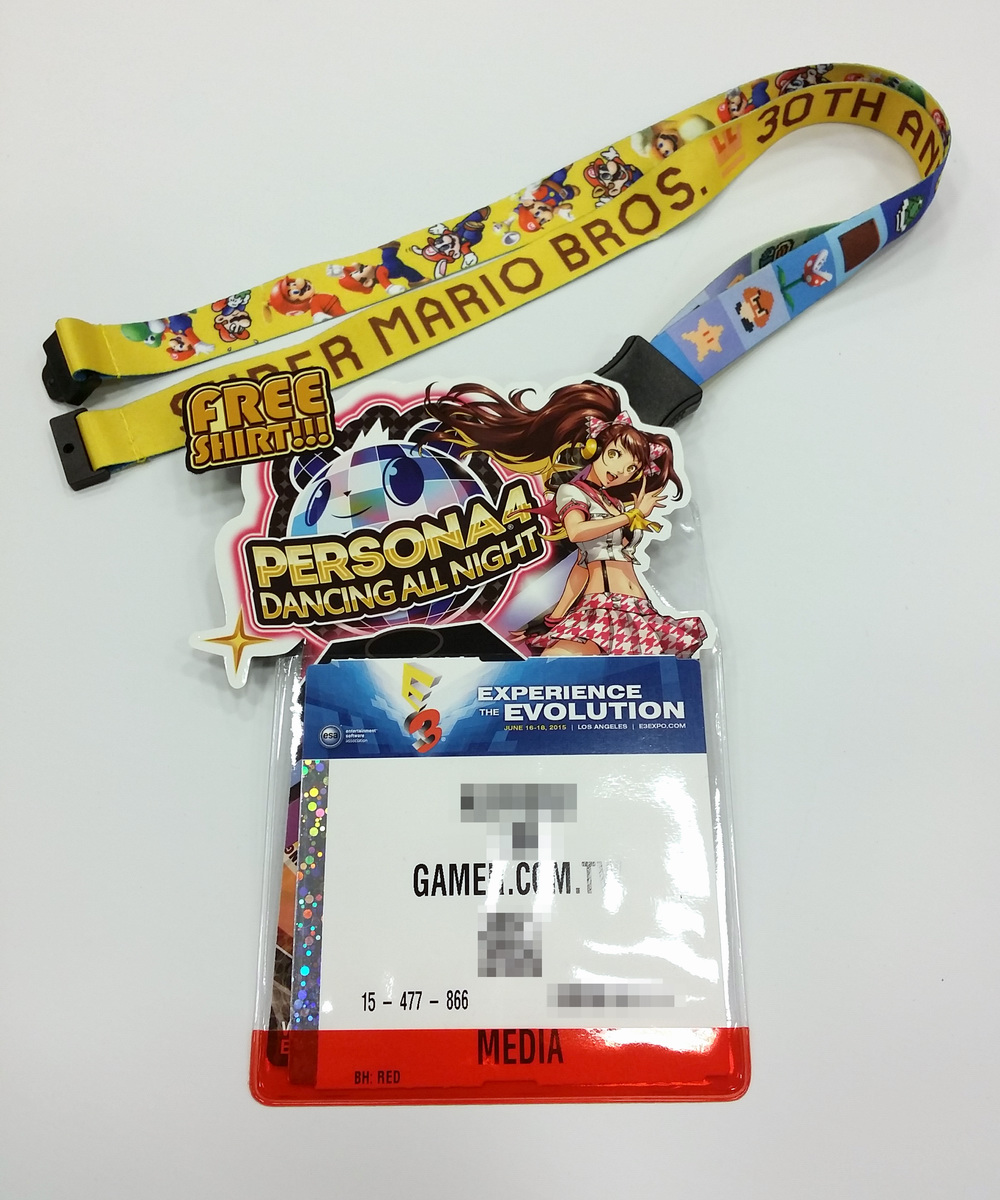 30TH AN
SUPER MARIO BROS.
FREE
SHIRT!!!
PERSONA4
DANCING ALL NIGHT
E3
EXPERIENCE
THE EVOLUTION
JUNE 16-18, 2015 | LOS ANGELES | E3EXPO.COM
esa entertainment
software
association
.COM.TW
15 - 477 - 866
MEDIA
BH: RED